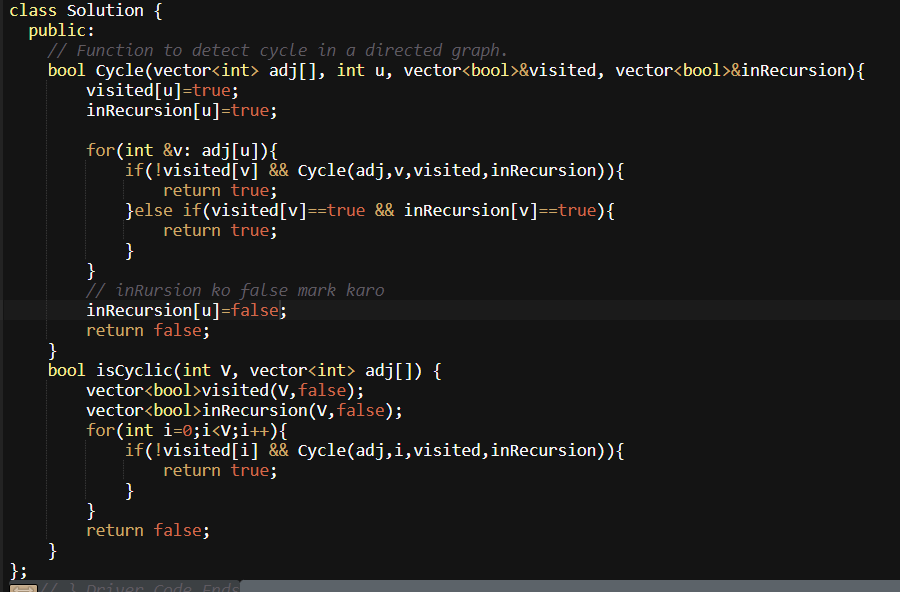 class Solution {
  public:
    // Function to detect cycle in a directed graph.
    bool Cycle(vector<int> adj[], int u, vector<bool>&visited, vector<bool>&inRecursion){
        visited[u]=true;
        inRecursion[u]=true;

        for(int &v: adj[u]){
            if(!visited[v] && Cycle(adj,v,visited,inRecursion)){
                return true;
            }else if(visited[v]==true && inRecursion[v]==true){
                return true;
            }
        }
        // inRursion ko false mark karo
        inRecursion[u]=false;
        return false;
    }
    bool isCyclic(int V, vector<int> adj[]) {
        vector<bool>visited(V,false);
        vector<bool>inRecursion(V,false);
        for(int i=0;i<V;i++){
            if(!visited[i] && Cycle(adj,i,visited,inRecursion)){
                return true;
            }
        }
        return false;
    }
};
// } Driver Code Ends